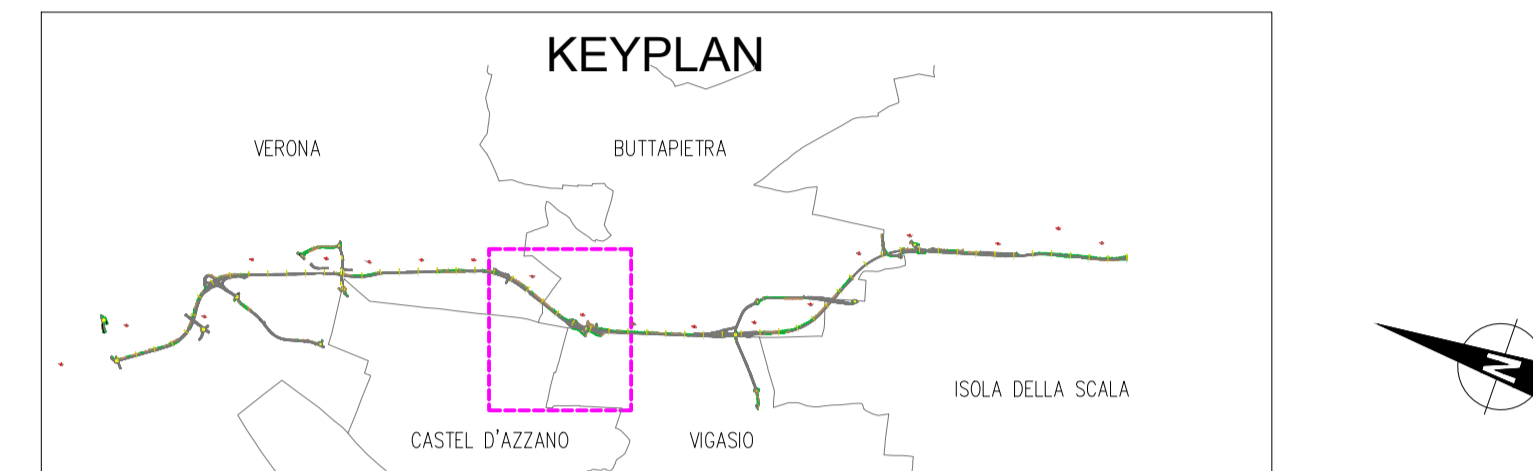 KEYPLAN
VERONA
BUTTAPIETRA
ISOLA DELLA SCALA
CASTEL D'AZZANO
VIGASIO
N